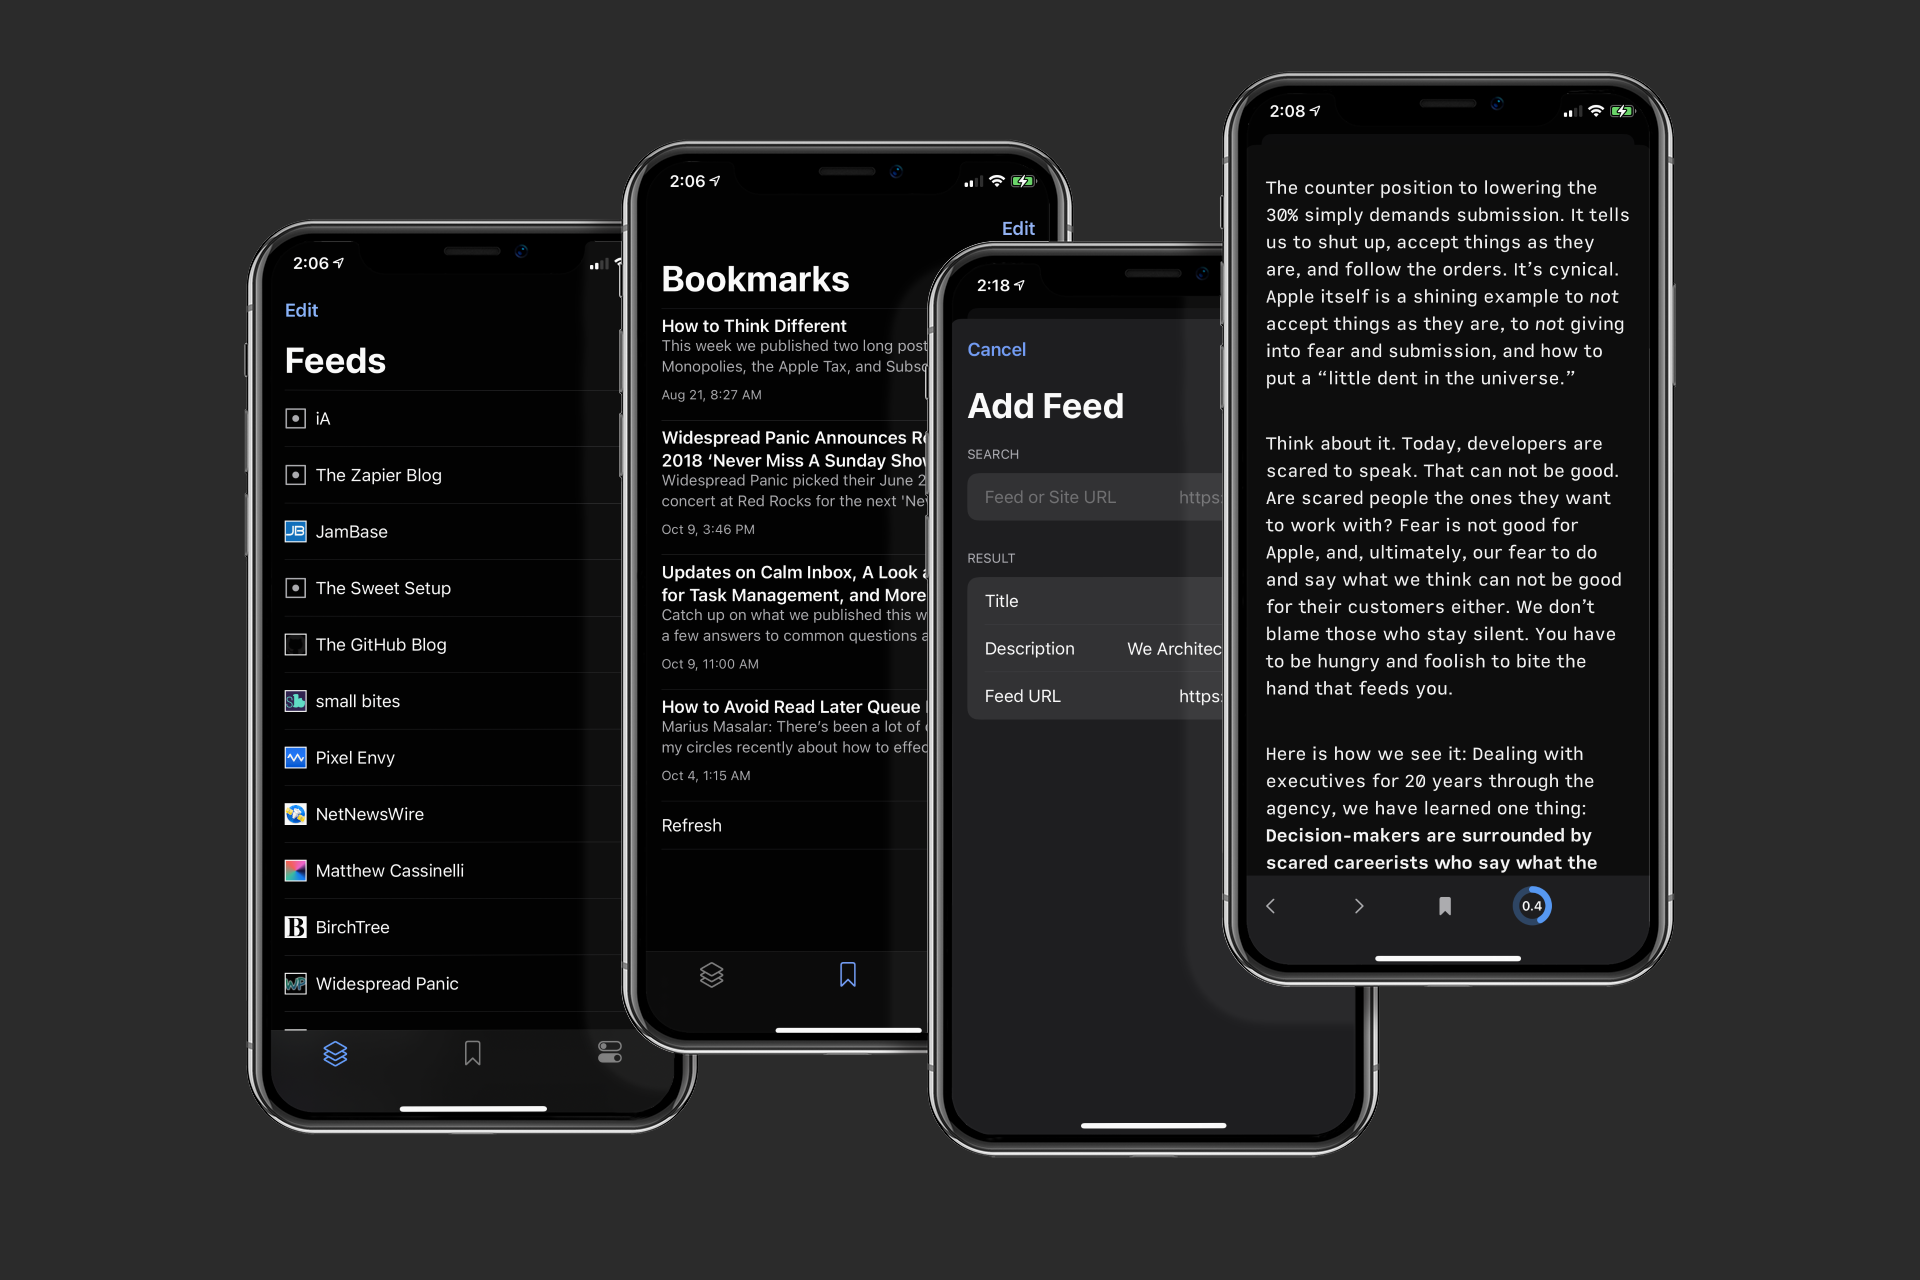 2:06
Edit
Feeds
iA
The Zapier Blog
JB JamBase
The Sweet Setup
The GitHub Blog
small bites
Pixel Envy
NetNewsWire
Matthew Cassinelli
B BirchTree
WP Widespread Panic
2:06
Edit
Bookmarks
How to Think Different
This week we published two long post
Monopolies, the Apple Tax, and Subsc
Aug 21, 8:27 AM
Widespread Panic Announces Re
2018 ‘Never Miss A Sunday Show
Widespread Panic picked their June 2
concert at Red Rocks for the next 'Ne
Oct 9, 3:46 PM
Updates on Calm Inbox, A Look a
for Task Management, and More
Catch up on what we published this w
a few answers to common questions a
Oct 9, 11:00 AM
How to Avoid Read Later Queue
Marius Masalar: There’s been a lot of
my circles recently about how to effec
Oct 4, 1:15 AM
Refresh
2:18
Cancel
Add Feed
SEARCH
Feed or Site URL https:
RESULT
Title
Description We Architec
Feed URL https:
2:08
The counter position to lowering the
30% simply demands submission. It tells
us to shut up, accept things as they
are, and follow the orders. It’s cynical.
Apple itself is a shining example to not
accept things as they are, to not giving
into fear and submission, and how to
put a “little dent in the universe.”
Think about it. Today, developers are
scared to speak. That can not be good.
Are scared people the ones they want
to work with? Fear is not good for
Apple, and, ultimately, our fear to do
and say what we think can not be good
for their customers either. We don’t
blame those who stay silent. You have
to be hungry and foolish to bite the
hand that feeds you.
Here is how we see it: Dealing with
executives for 20 years through the
agency, we have learned one thing:
Decision-makers are surrounded by
scared careerists who say what the
0.4